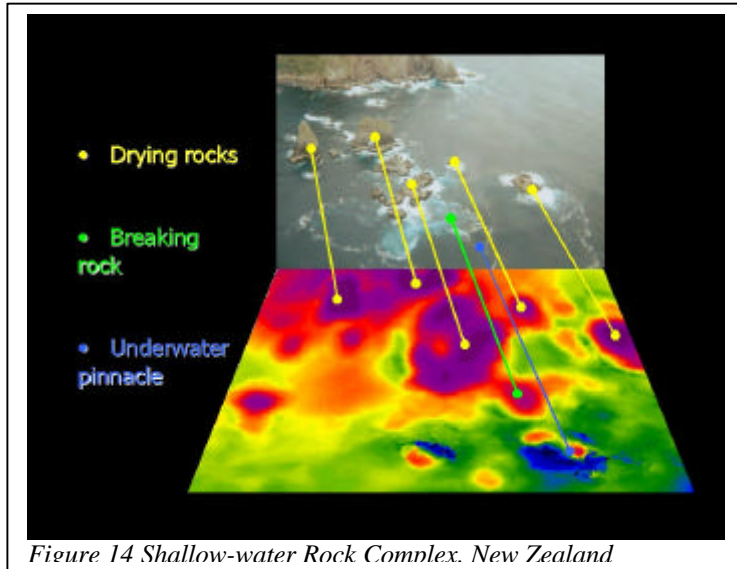 • Drying rocks
• Breaking
rock
• Underwater
pinnacle
Figure 14 Shallow-water Rock Complex, New Zealand